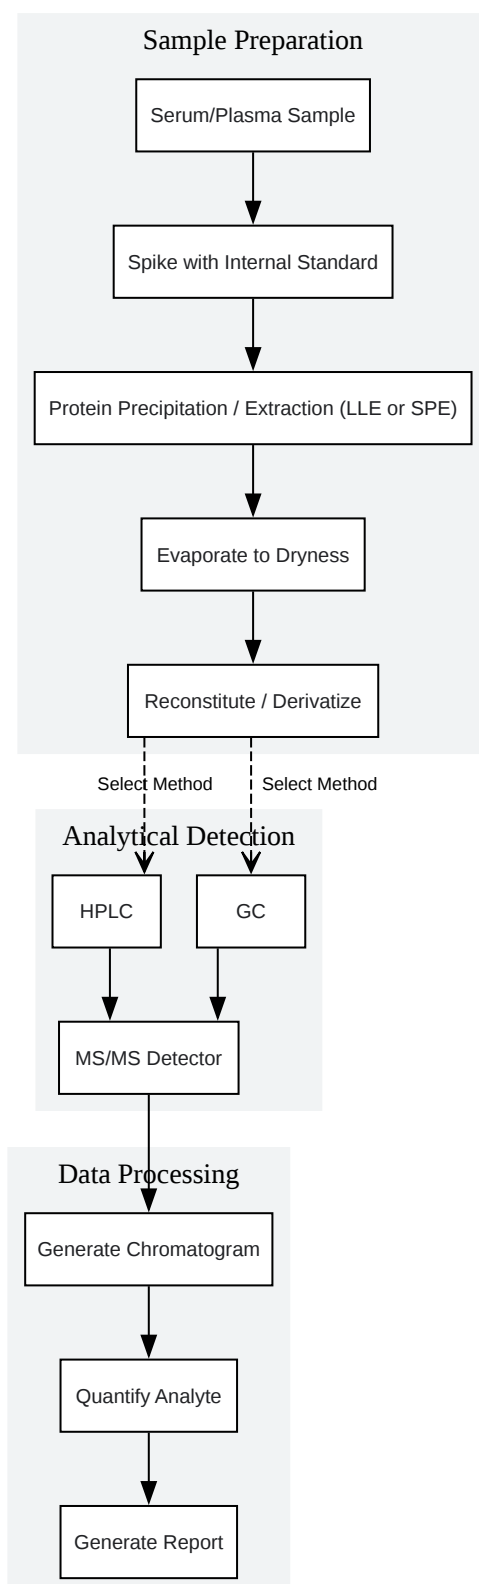 Sample Preparation
Serum/Plasma Sample
Spike with Internal Standard
Protein Precipitation / Extraction (LLE or SPE)
Evaporate to Dryness
Reconstitute / Derivatize
Select Method
Select Method
Analytical Detection
HPLC
GC
MS/MS Detector
Data Processing
Generate Chromatogram
Quantify Analyte
Generate Report